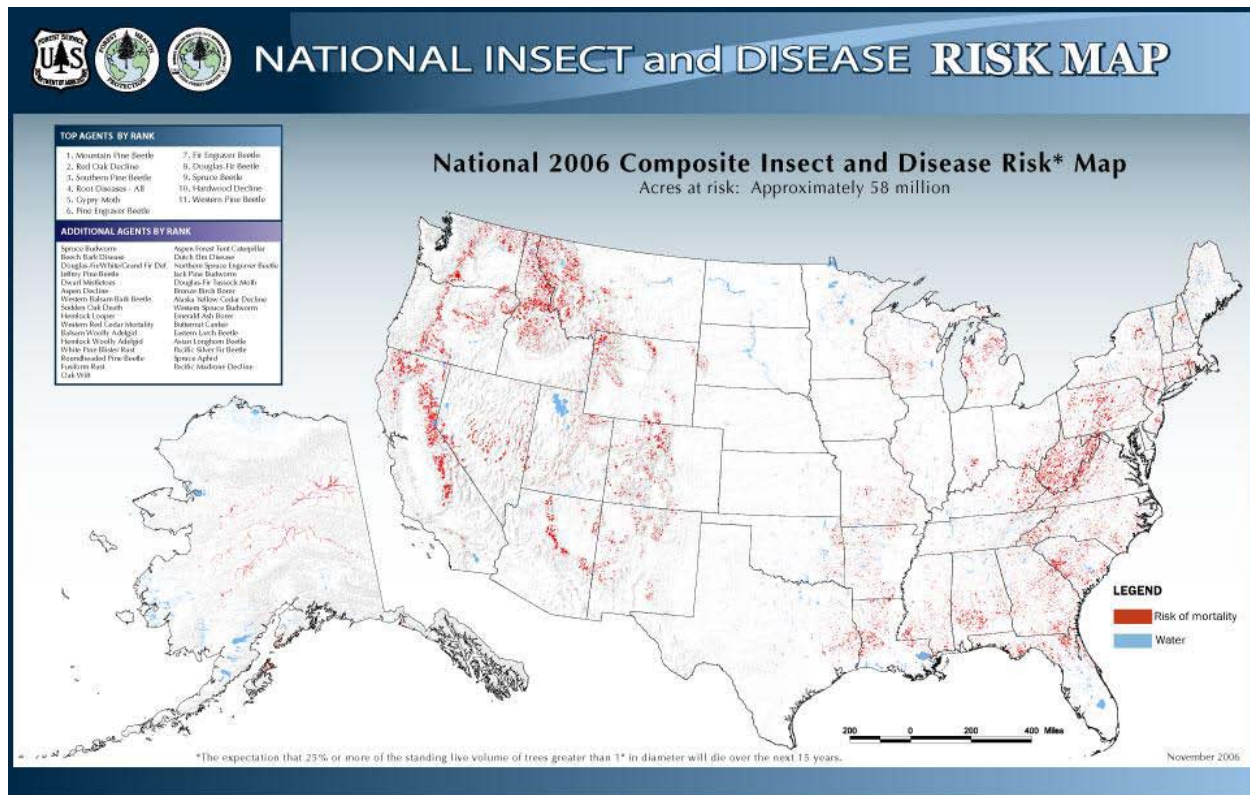 FOREST SERVICE
U S
DEPARTMENT OF AGRICULTURE
FOREST HEALTH
PROTECTION
NATIONAL INSECT and DISEASE RISK MAP
TOP AGENTS BY RANK
1. Mountain Pine Beetle
2. Red Oak Decline
3. Southern Pine Beetle
4. Root Diseases - All
5. Gypsy Moth
6. Pine Engraver Beetle
7. Fir Engraver Beetle
8. Douglas-Fir Beetle
9. Spruce Beetle
10. Hardwood Decline
11. Western Pine Beetle
ADDITIONAL AGENTS BY RANK
Spruce Budworm
Beech Bark Disease
Douglas-Fir/White/Grand Fir Def.
Jeffrey Pine Beetle
Dwarf Mistletoes
Aspen Decline
Western Balsam Bark Beetle
Sudden Oak Death
Hemlock Looper
Western Red Cedar Mortality
Balsam Woolly Adelgid
Hemlock Woolly Adelgid
White Pine Blister Rust
Roundheaded Pine Beetle
Fusiform Rust
Oak Wilt
Aspen Forest Tent Caterpillar
Dutch Elm Disease
Northern Spruce Engraver Beetle
Jack Pine Budworm
Douglas-Fir Tussock Moth
Bronze Birch Borer
Alaska Yellow Cedar Decline
Western Spruce Budworm
Emerald Ash Borer
Butternut Canker
Eastern Larch Beetle
Asian Longhorn Beetle
Pacific Silver Fir Beetle
Spruce Aphid
Pacific Madrone Decline
National 2006 Composite Insect and Disease Risk* Map
Acres at risk: Approximately 58 million
LEGEND
Risk of mortality
Water
200 0 200 400 Miles
*The expectation that 25% or more of the standing live volume of trees greater than 1" in diameter will die over the next 15 years.
November 2006